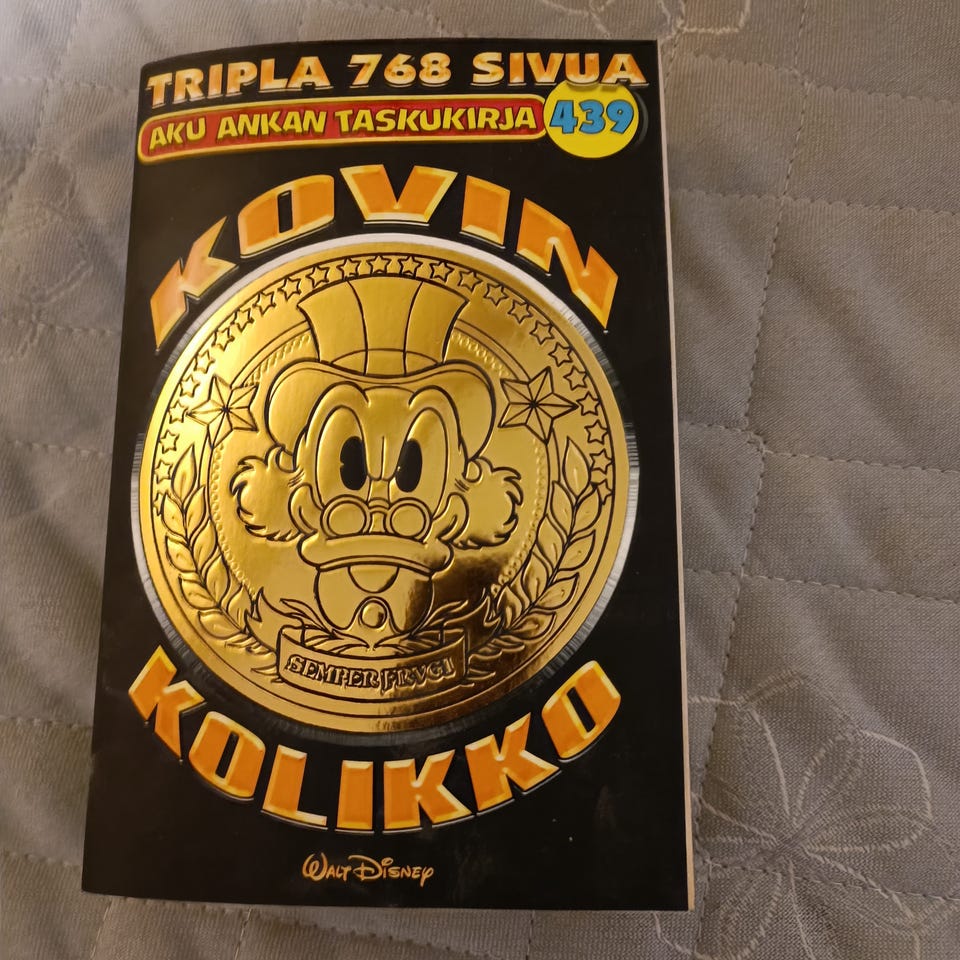 TRIPLA 768 SIVUA
AKU ANKAN TASKUKIRJA 439
KOVIN
SEMPER FRVGI
KOLIKKO
WALT DISNEY